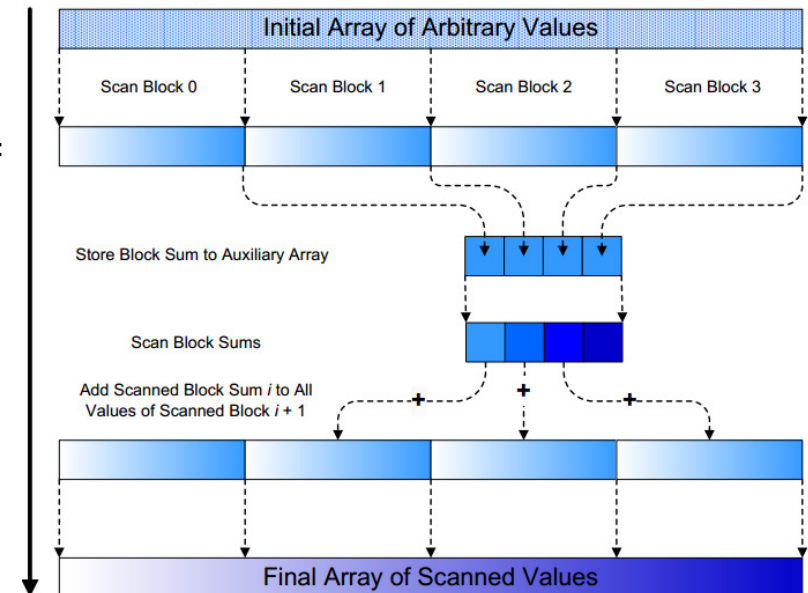 Initial Array of Arbitrary Values
Scan Block 0
Scan Block 1
Scan Block 2
Scan Block 3
Store Block Sum to Auxiliary Array
Scan Block Sums
Add Scanned Block Sum i to All
Values of Scanned Block i + 1
+
+
+
Final Array of Scanned Values